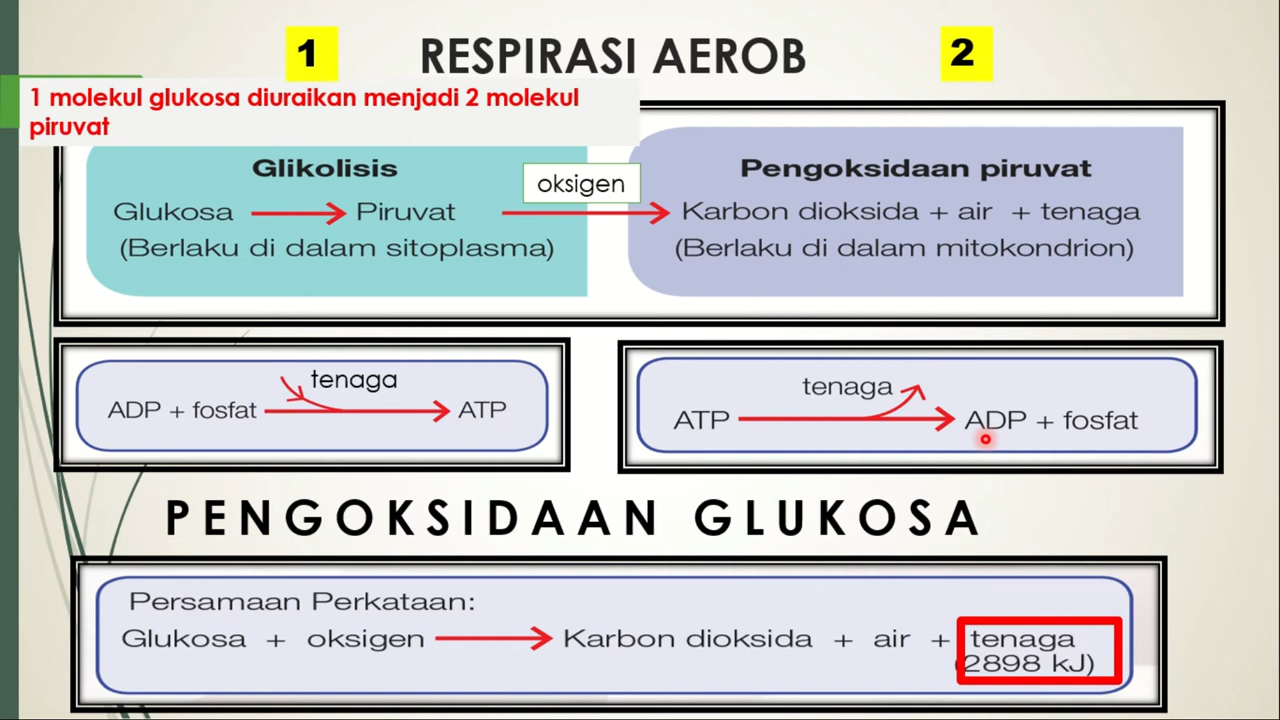 1 RESPIRASI AEROB 2
1 molekul glukosa diuraikan menjadi 2 molekul
piruvat
Glikolisis
Glukosa → Piruvat
(Berlaku di dalam sitoplasma)
oksigen
→
Pengoksidaan piruvat
Karbon dioksida + air + tenaga
(Berlaku di dalam mitokondrion)
tenaga
ADP + fosfat → ATP
tenaga
ATP → ADP + fosfat
PENGOKSIDAAN GLUKOSA
Persamaan Perkataan:
Glukosa + oksigen → Karbon dioksida + air + tenaga
(2898 kJ)